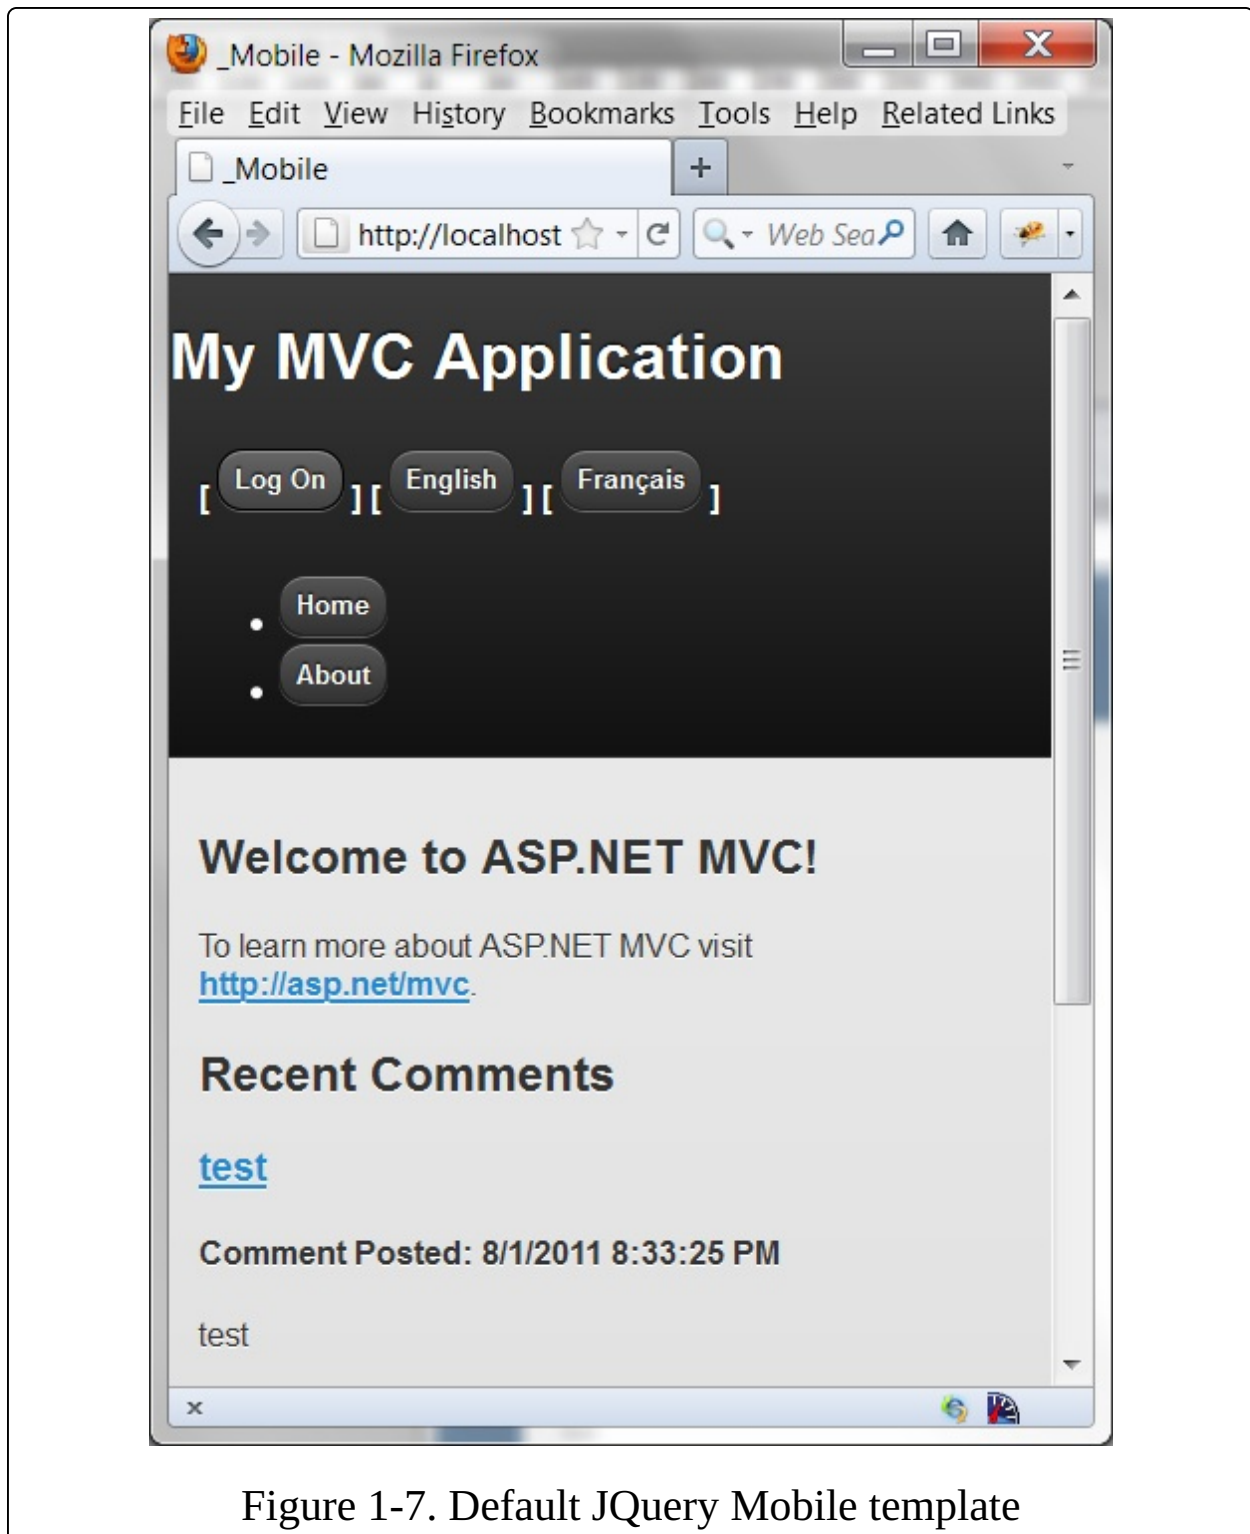 _Mobile - Mozilla Firefox
File Edit View History Bookmarks Tools Help Related Links
_Mobile
http://localhost Web Sea
My MVC Application
[ Log On ] [ English ] [ Français ]
• Home
• About
Welcome to ASP.NET MVC!
To learn more about ASP.NET MVC visit
http://asp.net/mvc.
Recent Comments
test
Comment Posted: 8/1/2011 8:33:25 PM
test
Figure 1-7. Default JQuery Mobile template